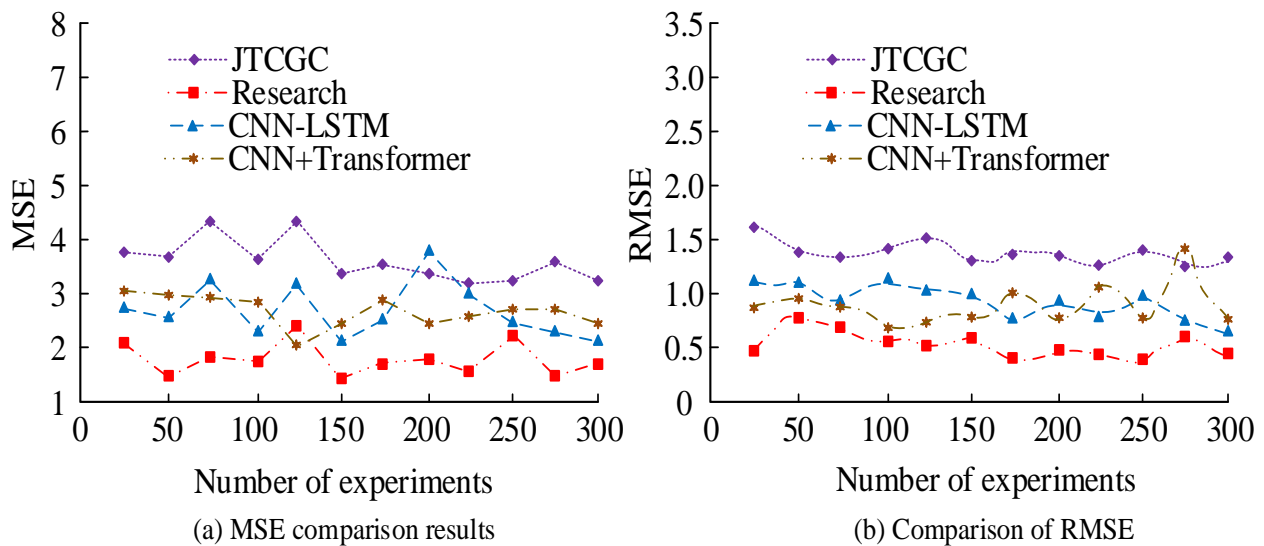 8
7
6
5
4
3
2
1
MSE
JTCGC
Research
CNN-LSTM
CNN+Transformer
0 50 100 150 200 250 300
Number of experiments
(a) MSE comparison results
3.5
3.0
2.5
2.0
1.5
1.0
0.5
0
RMSE
JTCGC
Research
CNN-LSTM
CNN+Transformer
0 50 100 150 200 250 300
Number of experiments
(b) Comparison of RMSE